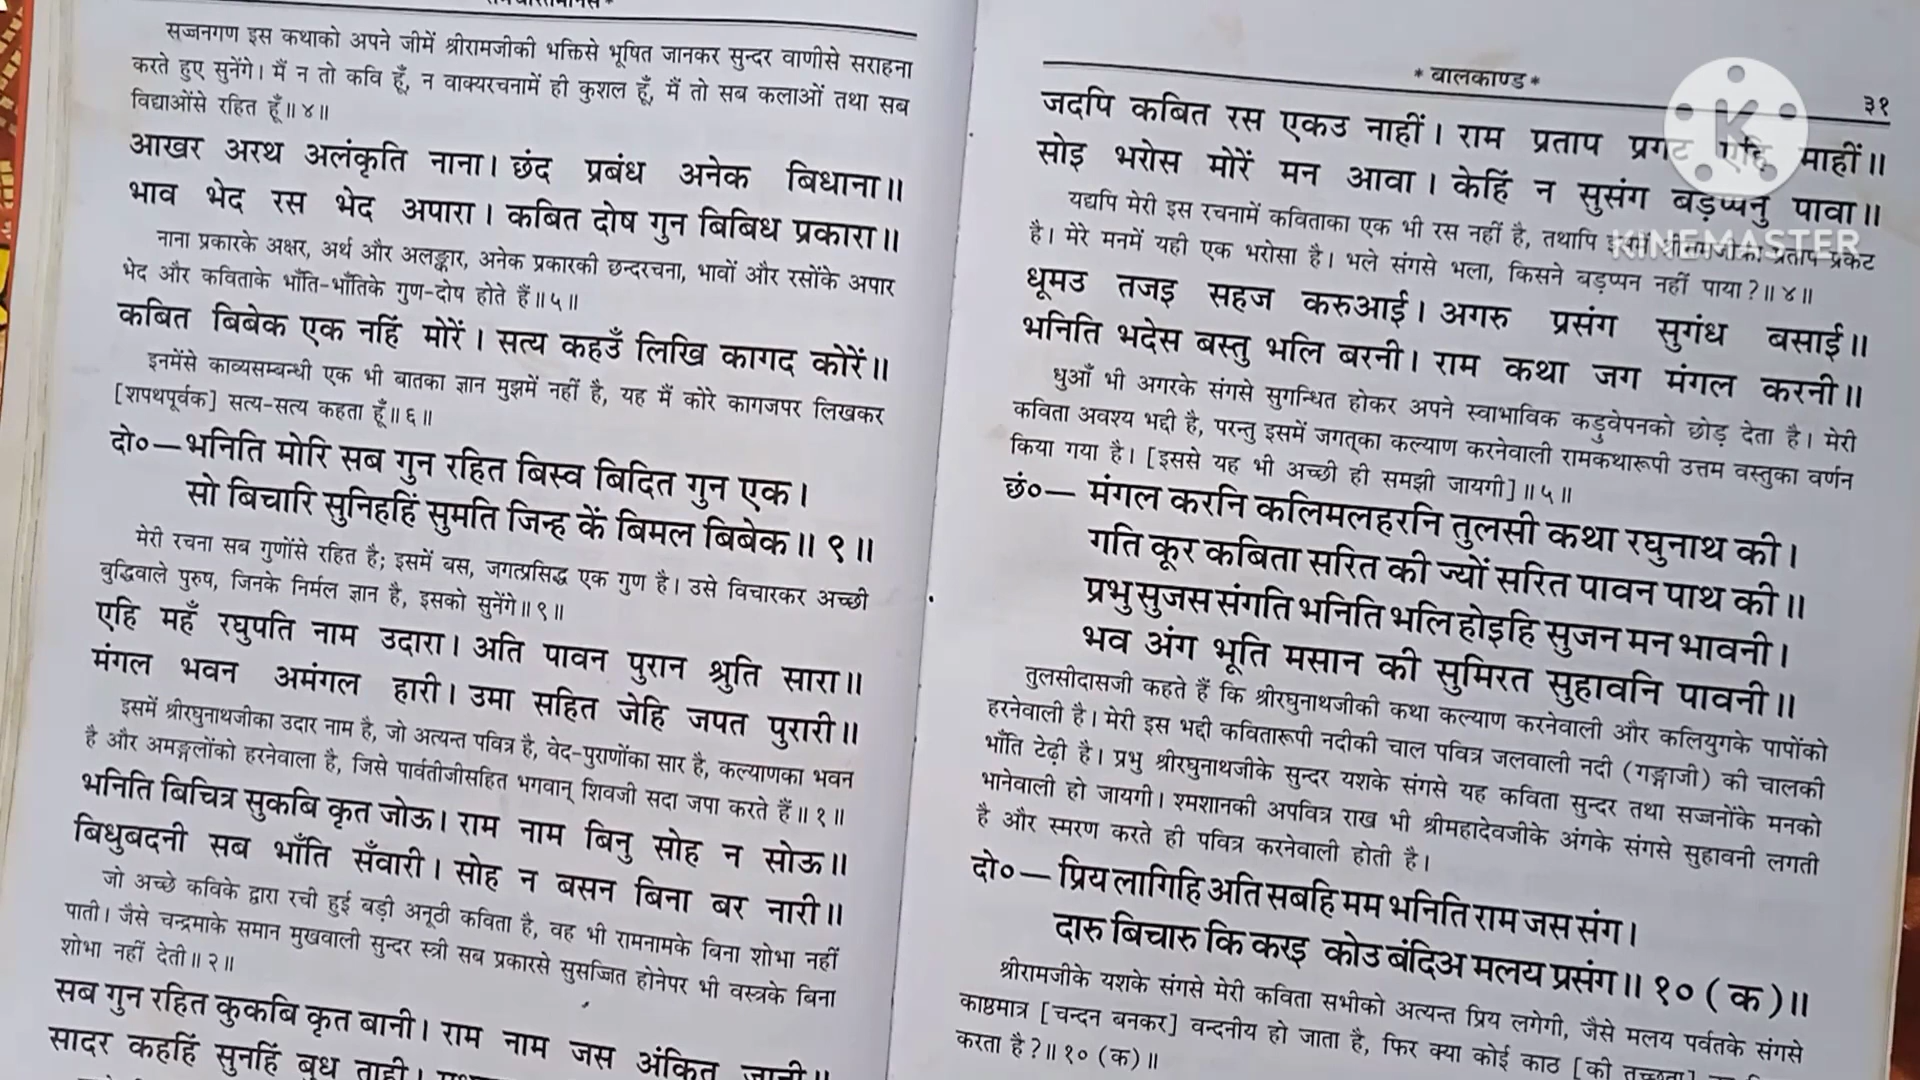 सज्जनगण इस कथाको अपने जीमें श्रीरामजीकी भक्तिसे भूषित जानकर सुन्दर वाणीसे सराहना
करते हुए सुनेंगे। मैं न तो कवि हूँ, न वाक्यरचनामें ही कुशल हूँ, मैं तो सब कलाओं तथा सब
विद्याओंसे रहित हूँ॥४॥
आखर अरथ अलंकृति नाना। छंद प्रबंध अनेक बिधाना॥
भाव भेद रस भेद अपारा। कबित दोष गुन बिबिध प्रकारा॥
नाना प्रकारके अक्षर, अर्थ और अलङ्कार, अनेक प्रकारकी छन्दरचना, भावों और रसोंके अपार
भेद और कविताके भाँति-भाँतिके गुण-दोष होते हैं॥५॥
कबित बिबेक एक नहिं मोरें। सत्य कहउँ लिखि कागद कोरें॥
इनमेंसे काव्यसम्बन्धी एक भी बातका ज्ञान मुझमें नहीं है, यह मैं कोरे कागजपर लिखकर
[शपथपूर्वक] सत्य-सत्य कहता हूँ॥६॥
दो०—भनिति मोरि सब गुन रहित बिस्व बिदित गुन एक।
सो बिचारि सुनिहहिं सुमति जिन्ह कें बिमल बिबेक॥९॥
मेरी रचना सब गुणोंसे रहित है; इसमें बस, जगत्प्रसिद्ध एक गुण है। उसे विचारकर अच्छी
बुद्धिवाले पुरुष, जिनके निर्मल ज्ञान है, इसको सुनेंगे॥९॥
एहि महँ रघुपति नाम उदारा। अति पावन पुरान श्रुति सारा॥
मंगल भवन अमंगल हारी। उमा सहित जेहि जपत पुरारी॥
इसमें श्रीरघुनाथजीका उदार नाम है, जो अत्यन्त पवित्र है, वेद-पुराणोंका सार है, कल्याणका भवन
है और अमङ्गलोंको हरनेवाला है, जिसे पार्वतीजीसहित भगवान् शिवजी सदा जपा करते हैं॥१॥
भनिति बिचित्र सुकबि कृत जोऊ। राम नाम बिनु सोह न सोऊ॥
बिधुबदनी सब भाँति सँवारी। सोह न बसन बिना बर नारी॥
जो अच्छे कविके द्वारा रची हुई बड़ी अनूठी कविता है, वह भी रामनामके बिना शोभा नहीं
पाती। जैसे चन्द्रमाके समान मुखवाली सुन्दर स्त्री सब प्रकारसे सुसज्जित होनेपर भी वस्त्रके बिना
शोभा नहीं देती॥२॥
सब गुन रहित कुकबि कृत बानी। राम नाम जस अंकित जानी॥
सादर कहहिं सुनहिं बुध ताही।
* बालकाण्ड *
३१
जदपि कबित रस एकउ नाहीं। राम प्रताप प्रगट एहि माहीं॥
सोइ भरोस मोरें मन आवा। केहिं न सुसंग बड़प्पनु पावा॥
यद्यपि मेरी इस रचनामें कविताका एक भी रस नहीं है, तथापि इसमें श्रीरामजीका प्रताप प्रकट
है। मेरे मनमें यही एक भरोसा है। भले संगसे भला, किसने बड़प्पन नहीं पाया?॥४॥
धूमउ तजइ सहज करुआई। अगरु प्रसंग सुगंध बसाई॥
भनिति भदेस बस्तु भलि बरनी। राम कथा जग मंगल करनी॥
धुआँ भी अगरके संगसे सुगन्धित होकर अपने स्वाभाविक कड़ुवेपनको छोड़ देता है। मेरी
कविता अवश्य भद्दी है, परन्तु इसमें जगत्‌का कल्याण करनेवाली रामकथारूपी उत्तम वस्तुका वर्णन
किया गया है। [इससे यह भी अच्छी ही समझी जायगी]॥५॥
छं०— मंगल करनि कलिमलहरनि तुलसी कथा रघुनाथ की।
गति कूर कबिता सरित की ज्यों सरित पावन पाथ की॥
प्रभु सुजस संगति भनिति भलि होइहि सुजन मन भावनी।
भव अंग भूति मसान की सुमिरत सुहावनि पावनी॥
तुलसीदासजी कहते हैं कि श्रीरघुनाथजीकी कथा कल्याण करनेवाली और कलियुगके पापोंको
हरनेवाली है। मेरी इस भद्दी कवितारूपी नदीकी चाल पवित्र जलवाली नदी (गङ्गाजी) की चालकी
भाँति टेढ़ी है। प्रभु श्रीरघुनाथजीके सुन्दर यशके संगसे यह कविता सुन्दर तथा सज्जनोंके मनको
भानेवाली हो जायगी। श्मशानकी अपवित्र राख भी श्रीमहादेवजीके अंगके संगसे सुहावनी लगती
है और स्मरण करते ही पवित्र करनेवाली होती है।
दो०— प्रिय लागिहि अति सबहि मम भनिति राम जस संग।
दारु बिचारु कि करइ कोउ बंदिअ मलय प्रसंग॥१०(क)॥
श्रीरामजीके यशके संगसे मेरी कविता सभीको अत्यन्त प्रिय लगेगी, जैसे मलय पर्वतके संगसे
काष्ठमात्र [चन्दन बनकर] वन्दनीय हो जाता है, फिर क्या कोई काठ [की तुच्छता]
करता है?॥१०(क)॥
K
KINEMASTER